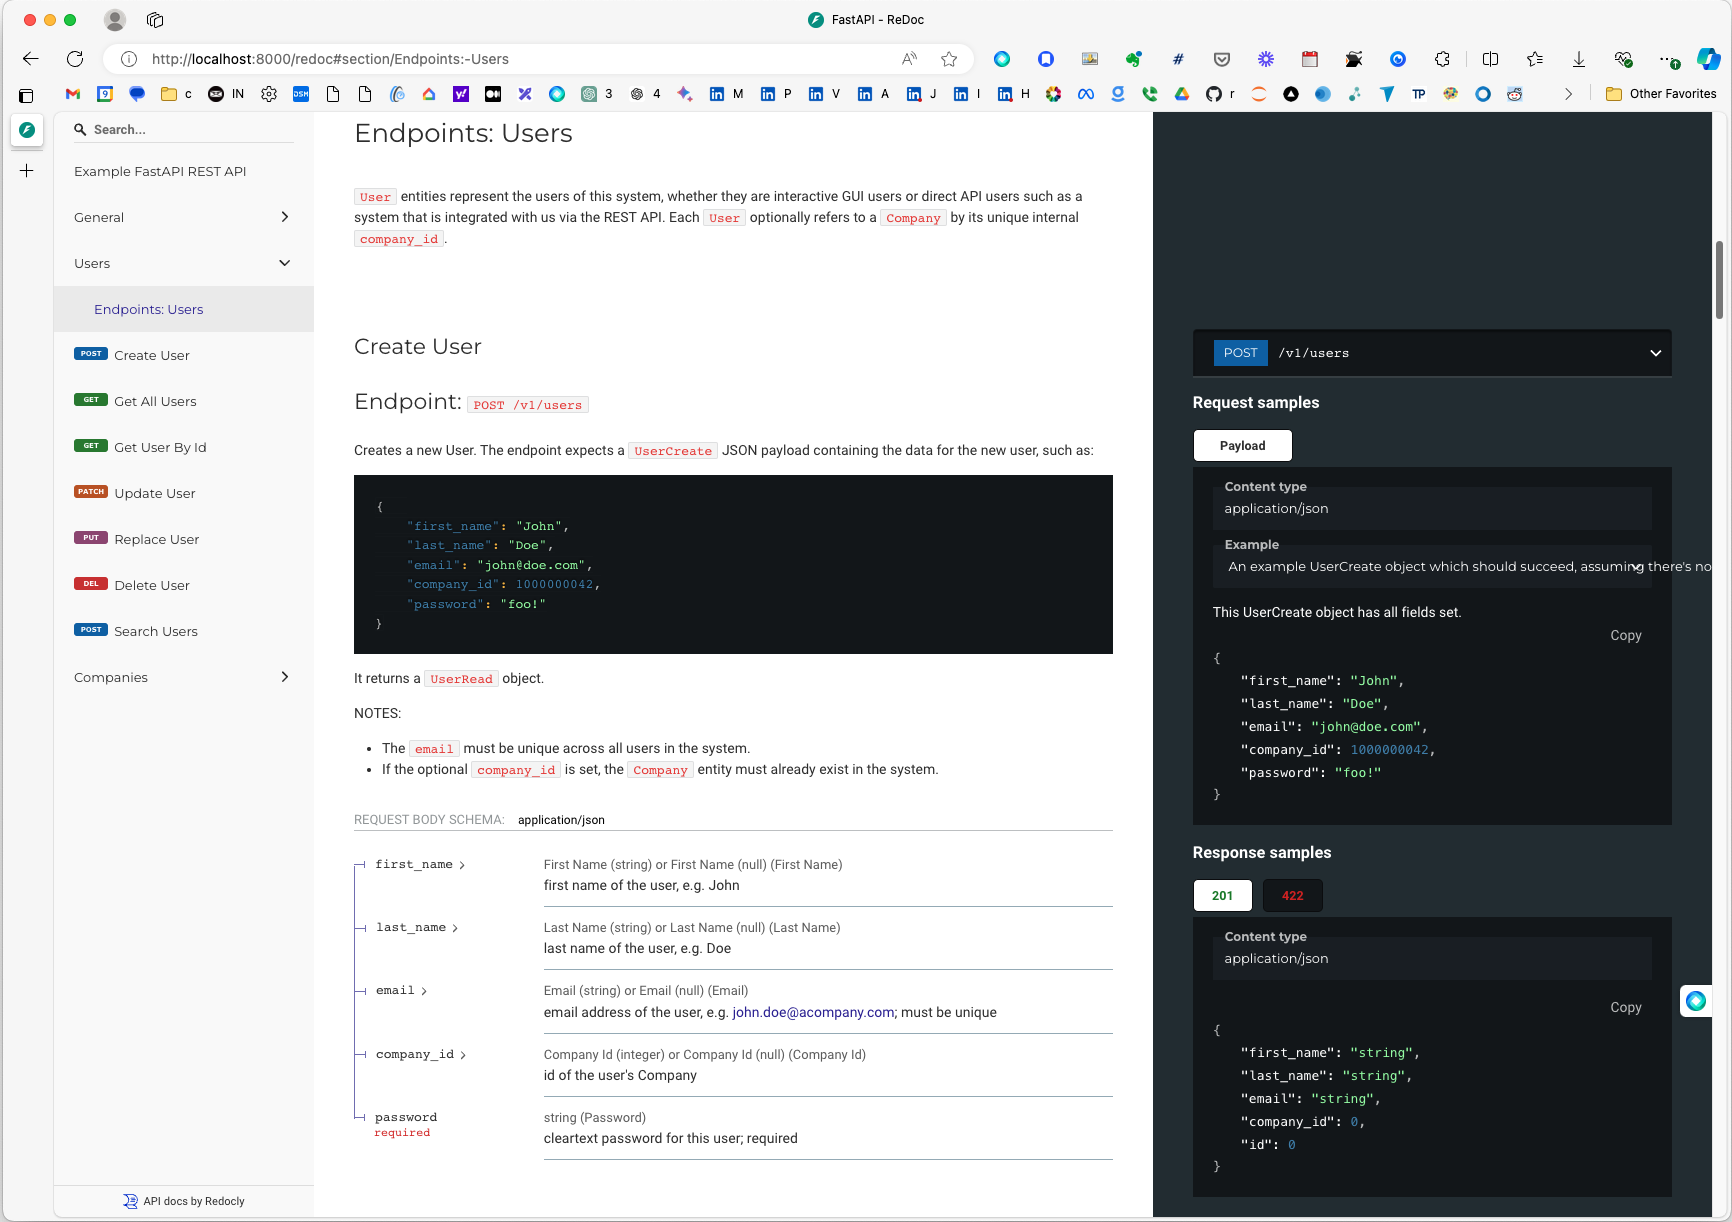 FastAPI - ReDoc
http://localhost:8000/redoc#section/Endpoints:-Users
c
IN
DSM
3
4
M
P
V
A
J
I
H
r
TP
Other Favorites
Search...
Example FastAPI REST API
General
Users
Endpoints: Users
POST Create User
GET Get All Users
GET Get User By Id
PATCH Update User
PUT Replace User
DEL Delete User
POST Search Users
Companies
API docs by Redocly
Endpoints: Users
User entities represent the users of this system, whether they are interactive GUI users or direct API users such as a
system that is integrated with us via the REST API. Each User optionally refers to a Company by its unique internal
company_id.
Create User
Endpoint: POST /v1/users
Creates a new User. The endpoint expects a UserCreate JSON payload containing the data for the new user, such as:
{
"first_name": "John",
"last_name": "Doe",
"email": "john@doe.com",
"company_id": 1000000042,
"password": "foo!"
}
It returns a UserRead object.
NOTES:
• The email must be unique across all users in the system.
• If the optional company_id is set, the Company entity must already exist in the system.
REQUEST BODY SCHEMA: application/json
first_name
First Name (string) or First Name (null) (First Name)
first name of the user, e.g. John
last_name
Last Name (string) or Last Name (null) (Last Name)
last name of the user, e.g. Doe
email
Email (string) or Email (null) (Email)
email address of the user, e.g. john.doe@acompany.com; must be unique
company_id
Company Id (integer) or Company Id (null) (Company Id)
id of the user's Company
password
required
string (Password)
cleartext password for this user; required
POST /v1/users
Request samples
Payload
Content type
application/json
Example
An example UserCreate object which should succeed, assuming there's no
This UserCreate object has all fields set.
Copy
{
"first_name": "John",
"last_name": "Doe",
"email": "john@doe.com",
"company_id": 1000000042,
"password": "foo!"
}
Response samples
201 422
Content type
application/json
Copy
{
"first_name": "string",
"last_name": "string",
"email": "string",
"company_id": 0,
"id": 0
}